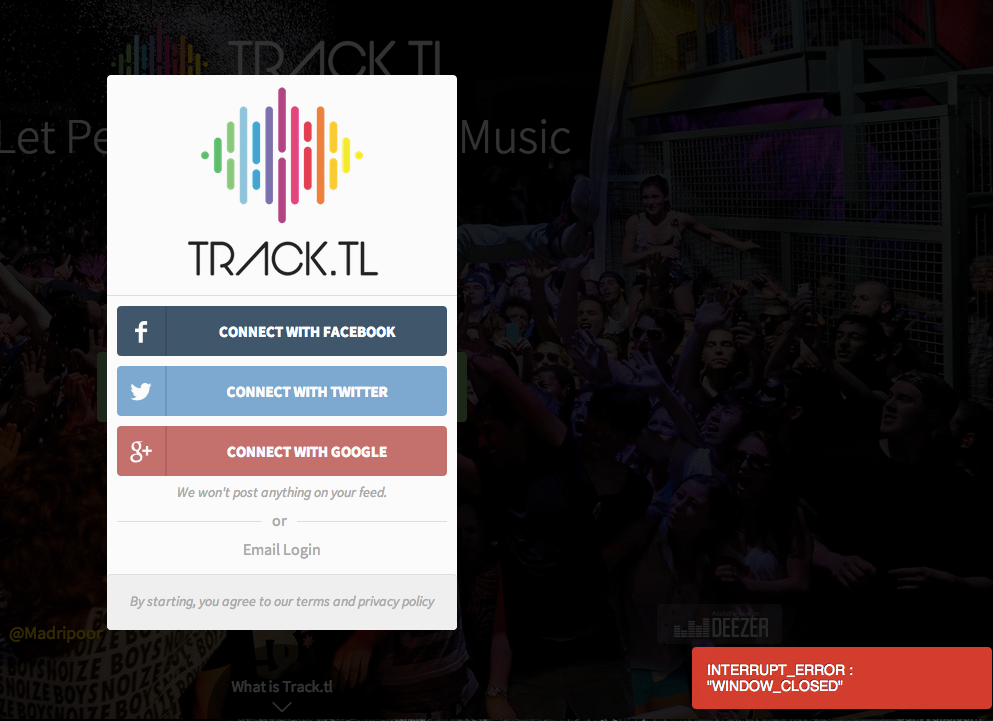 TRACK.TL
Let Pe Music
TRACK.TL
f CONNECT WITH FACEBOOK
CONNECT WITH TWITTER
g+ CONNECT WITH GOOGLE
We won't post anything on your feed.
or
Email Login
By starting, you agree to our terms and privacy policy
@Madripoor
DEEZER
BOYSNOIZE BOYS
What is Track.tl
INTERRUPT_ERROR :
"WINDOW_CLOSED"